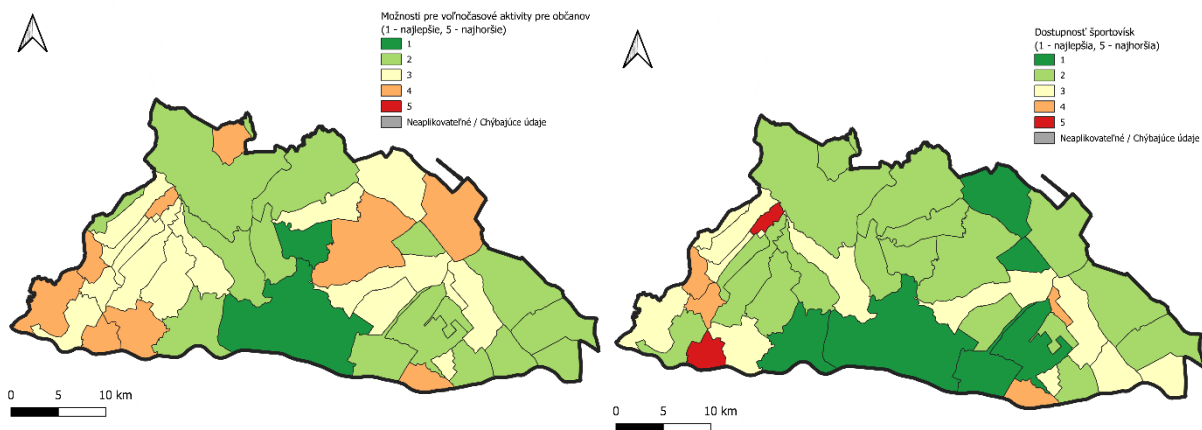 Možnosti pre voľnočasové aktivity pre občanov
(1 - najlepšie, 5 - najhoršie)
1
2
3
4
5
Neaplikovateľné / Chýbajúce údaje
0 5 10 km
Dostupnosť športovísk
(1 - najlepšia, 5 - najhoršia)
1
2
3
4
5
Neaplikovateľné / Chýbajúce údaje
0 5 10 km